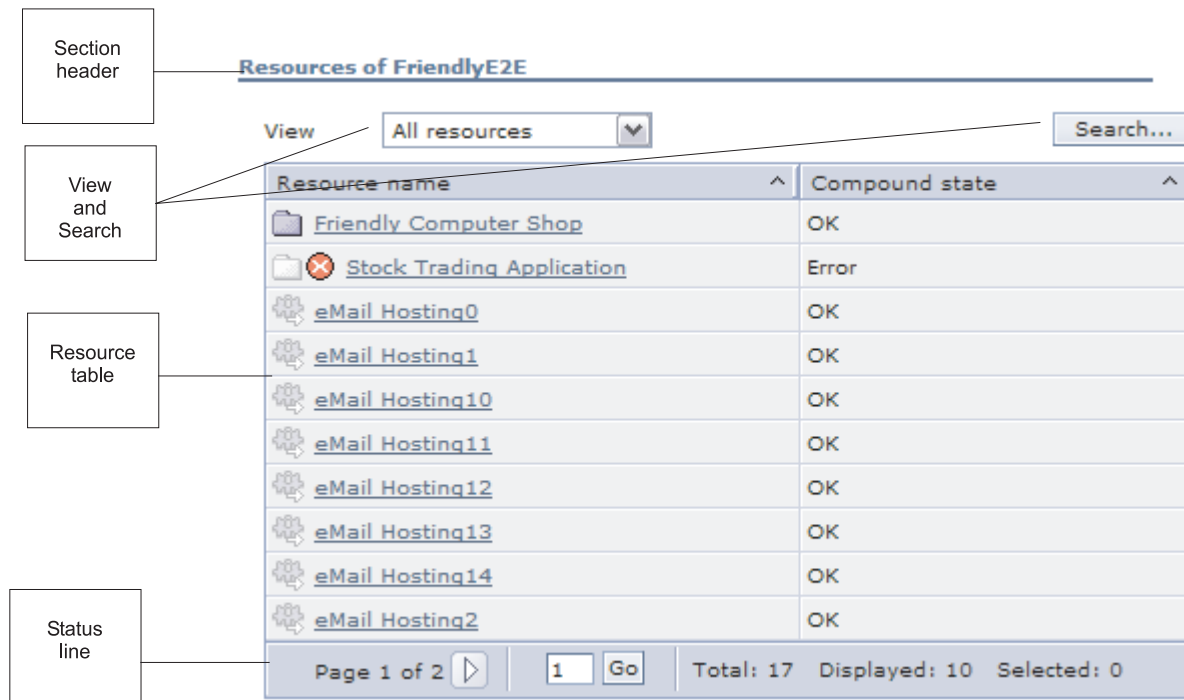 Section
header
Resources of FriendlyE2E
View All resources Search...
View
and
Search
Resource name Compound state
Friendly Computer Shop OK
Stock Trading Application Error
eMail Hosting0 OK
eMail Hosting1 OK
Resource
table
eMail Hosting10 OK
eMail Hosting11 OK
eMail Hosting12 OK
eMail Hosting13 OK
eMail Hosting14 OK
eMail Hosting2 OK
Status
line
Page 1 of 2 1 Go Total: 17 Displayed: 10 Selected: 0